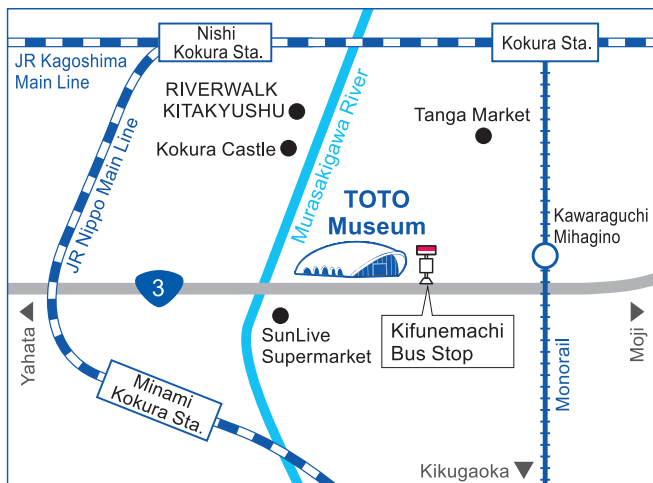 Nishi
Kokura Sta.
Kokura Sta.
JR Kagoshima
Main Line
RIVERWALK
KITAKYUSHU
Kokura Castle
Murasakigawa River
Tanga Market
JR Nippo Main Line
TOTO
Museum
Kawaraguchi
Mihagino
3
Yahata
SunLive
Supermarket
Kifunemachi
Bus Stop
Moji
Minami
Kokura Sta.
Monorail
Kikugaoka